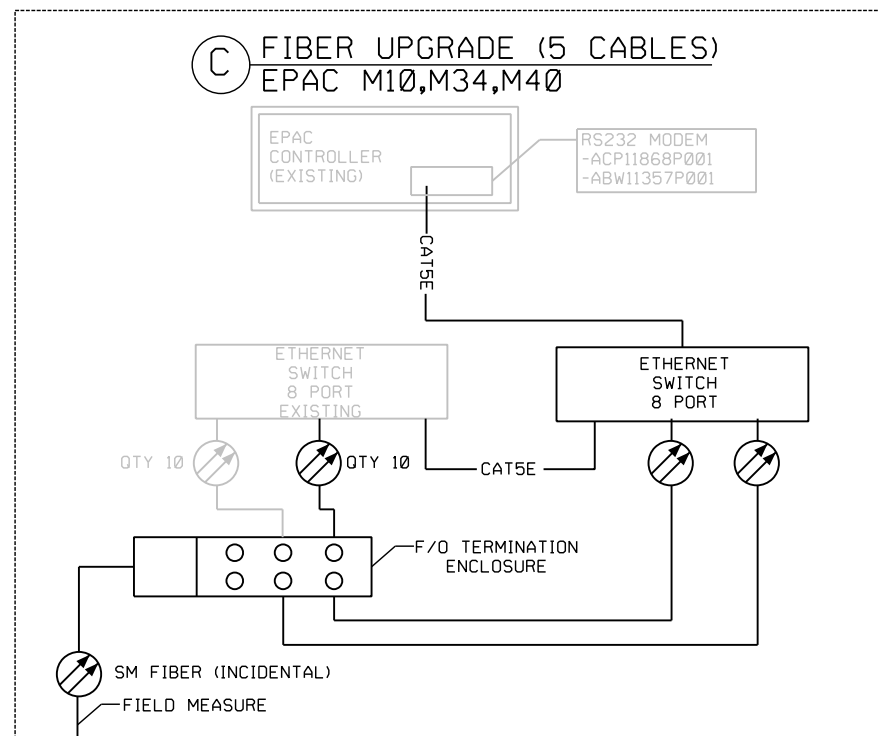 C
FIBER UPGRADE (5 CABLES)
EPAC M10,M34,M40
EPAC
CONTROLLER
(EXISTING)
RS232 MODEM
-ACP11868P001
-ABW11357P001
CAT5E
ETHERNET
SWITCH
8 PORT
EXISTING
ETHERNET
SWITCH
8 PORT
QTY 10
QTY 10
CAT5E
F/O TERMINATION
ENCLOSURE
SM FIBER (INCIDENTAL)
FIELD MEASURE